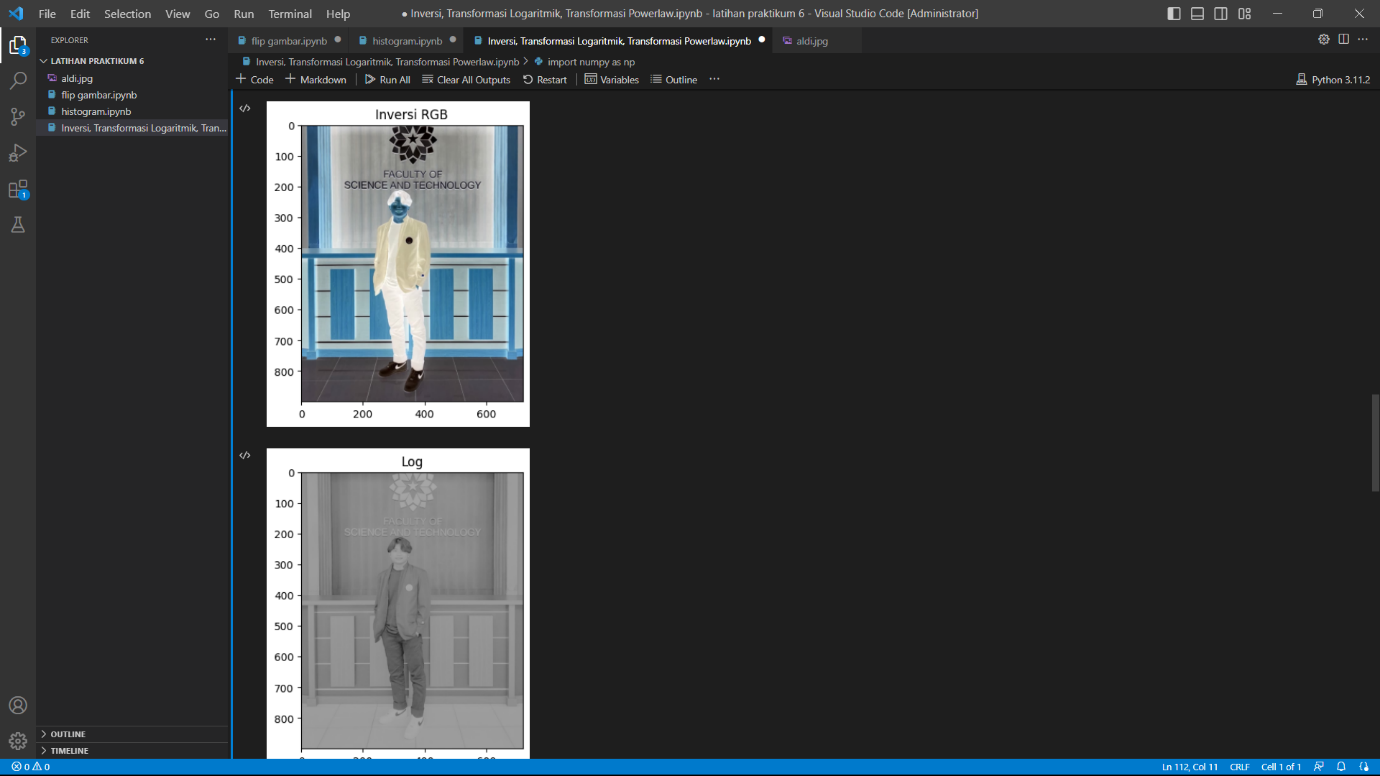 File Edit Selection View Go Run Terminal Help
● Inversi, Transformasi Logaritmik, Transformasi Powerlaw.ipynb - latihan praktikum 6 - Visual Studio Code [Administrator]
EXPLORER
flip gambar.ipynb
histogram.ipynb
Inversi, Transformasi Logaritmik, Transformasi Powerlaw.ipynb
aldi.jpg
3
LATIHAN PRAKTIKUM 6
aldi.jpg
flip gambar.ipynb
histogram.ipynb
Inversi, Transformasi Logaritmik, Tran...
1
OUTLINE
TIMELINE
Inversi, Transformasi Logaritmik, Transformasi Powerlaw.ipynb > import numpy as np
+ Code + Markdown Run All Clear All Outputs Restart Variables Outline ...
Python 3.11.2
Inversi RGB
0
100
200
300
400
500
600
700
800
0 200 400 600
FACULTY OF
SCIENCE AND TECHNOLOGY
Log
0
100
200
300
400
500
600
700
800
FACULTY OF
SCIENCE AND TECHNOLOGY
0 0
Ln 112, Col 11 CRLF Cell 1 of 1